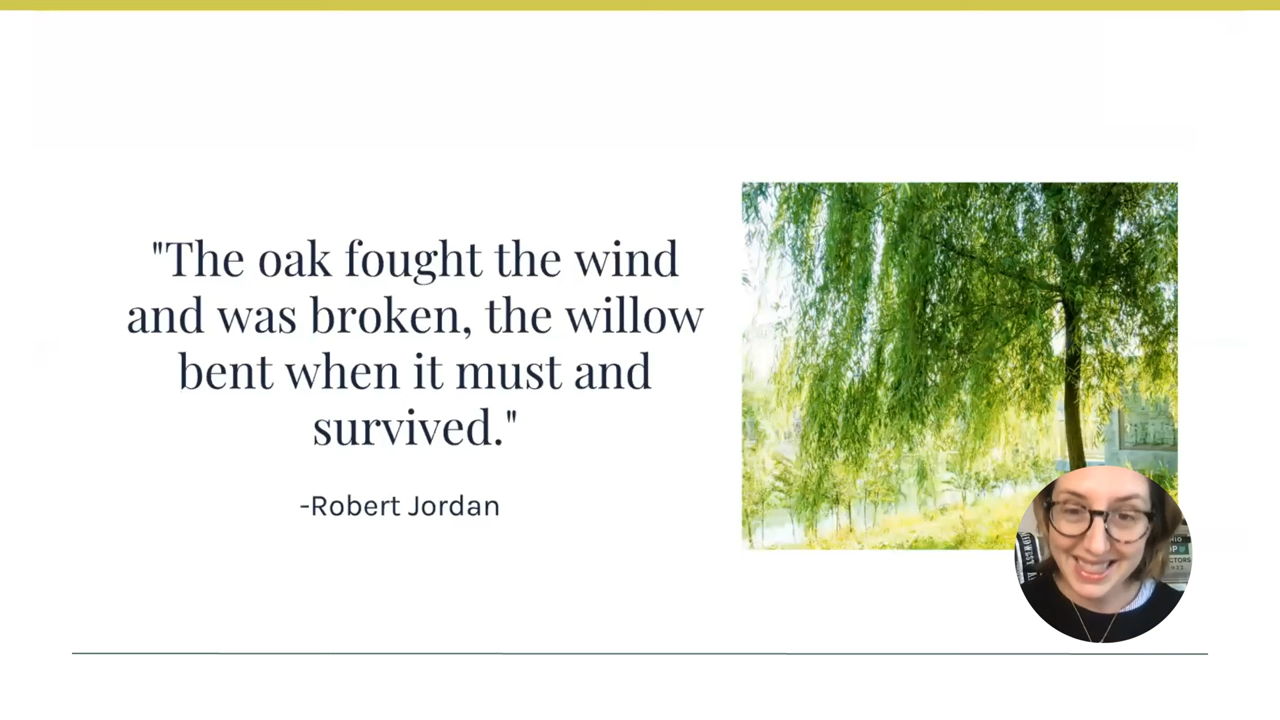 "The oak fought the wind
and was broken, the willow
bent when it must and
survived."
-Robert Jordan